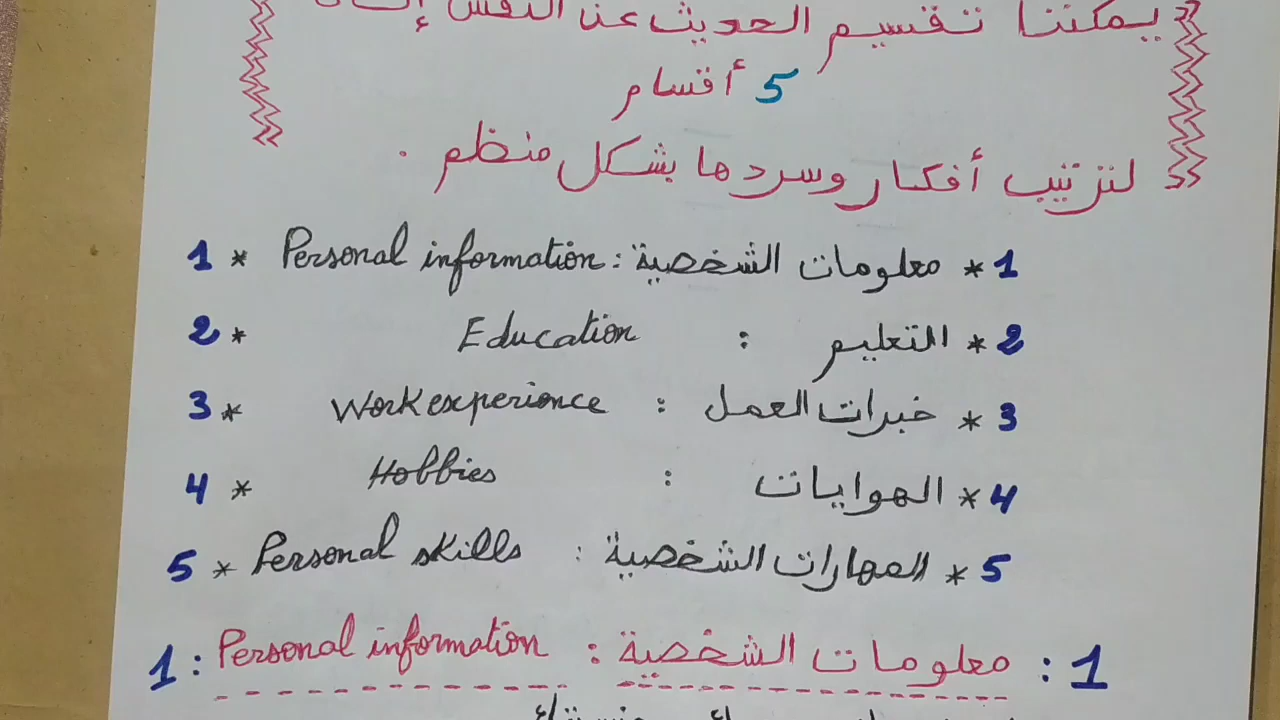 يمكننا تقسيم الحديث عن النفس إلى
5 أقسام
لترتيب أفكار وسردها بشكل منظم .
1 * معلومات الشخصية : Personal information * 1
2 * التعليم : Education * 2
3 * خبرات العمل : Work experience * 3
4 * الهوايات : Hobbies * 4
5 * المهارات الشخصية : Personal skills * 5
1 : معلومات الشخصية : Personal information : 1